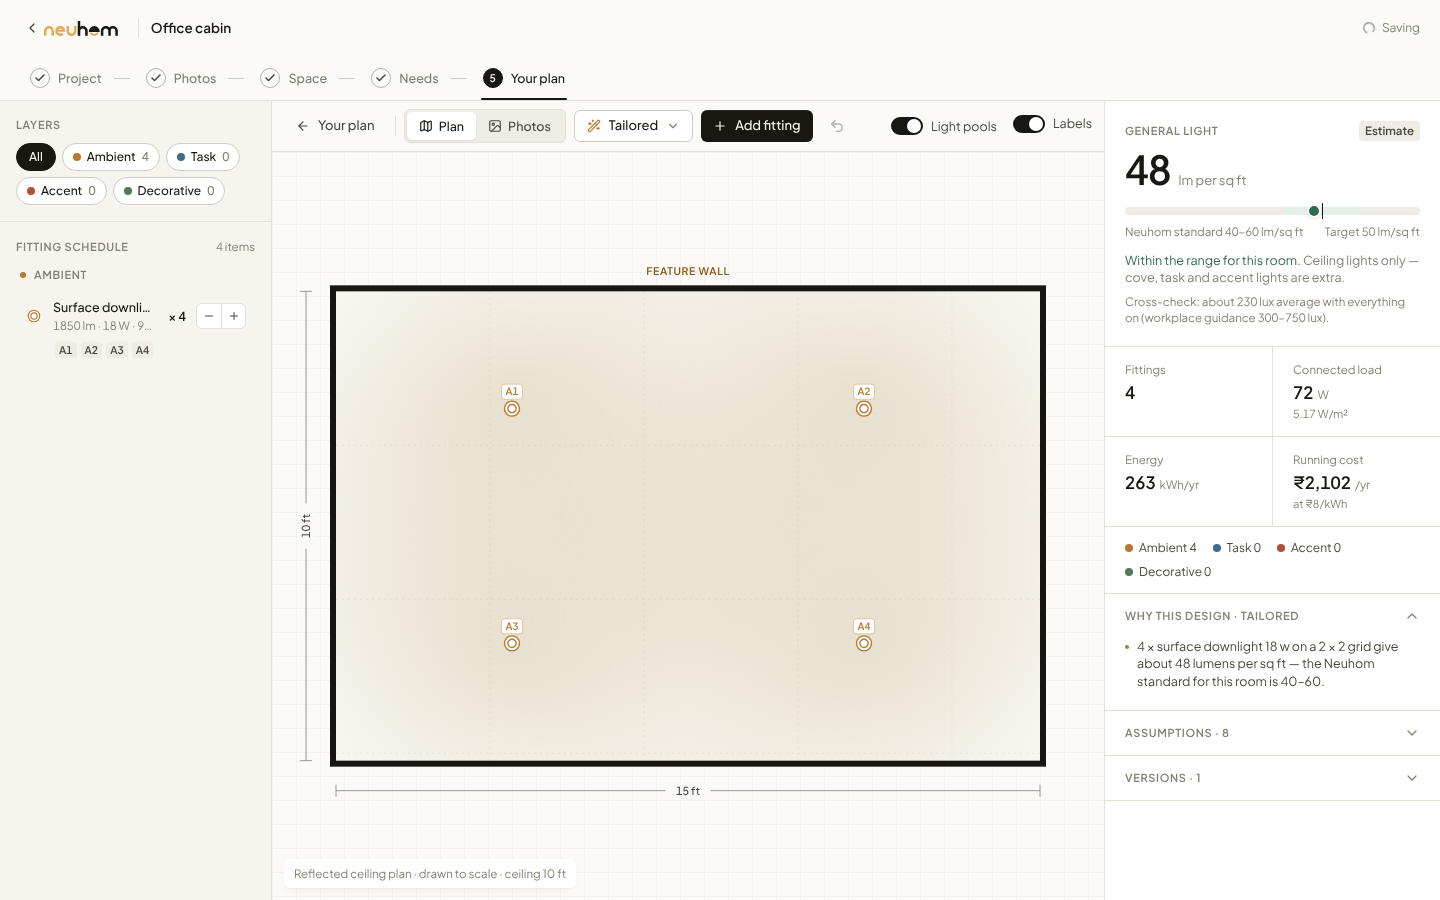 neuhom
Office cabin
Saving
Project
Photos
Space
Needs
5 Your plan
LAYERS
All
Ambient 4
Task 0
Accent 0
Decorative 0
FITTING SCHEDULE
4 items
AMBIENT
Surface downli...
× 4
1850 lm · 18 W · 9...
A1 A2 A3 A4
Your plan
Plan
Photos
Tailored
Add fitting
Light pools
Labels
FEATURE WALL
A1
A2
10 ft
A3
A4
15 ft
Reflected ceiling plan · drawn to scale · ceiling 10 ft
GENERAL LIGHT
Estimate
48 lm per sq ft
Neuhom standard 40–60 lm/sq ft
Target 50 lm/sq ft
Within the range for this room. Ceiling lights only —
cove, task and accent lights are extra.
Cross-check: about 230 lux average with everything
on (workplace guidance 300–750 lux).
Fittings
4
Connected load
72 W
5.17 W/m²
Energy
263 kWh/yr
Running cost
₹2,102 /yr
at ₹8/kWh
Ambient 4
Task 0
Accent 0
Decorative 0
WHY THIS DESIGN · TAILORED
4 × surface downlight 18 w on a 2 × 2 grid give
about 48 lumens per sq ft — the Neuhom
standard for this room is 40–60.
ASSUMPTIONS · 8
VERSIONS · 1